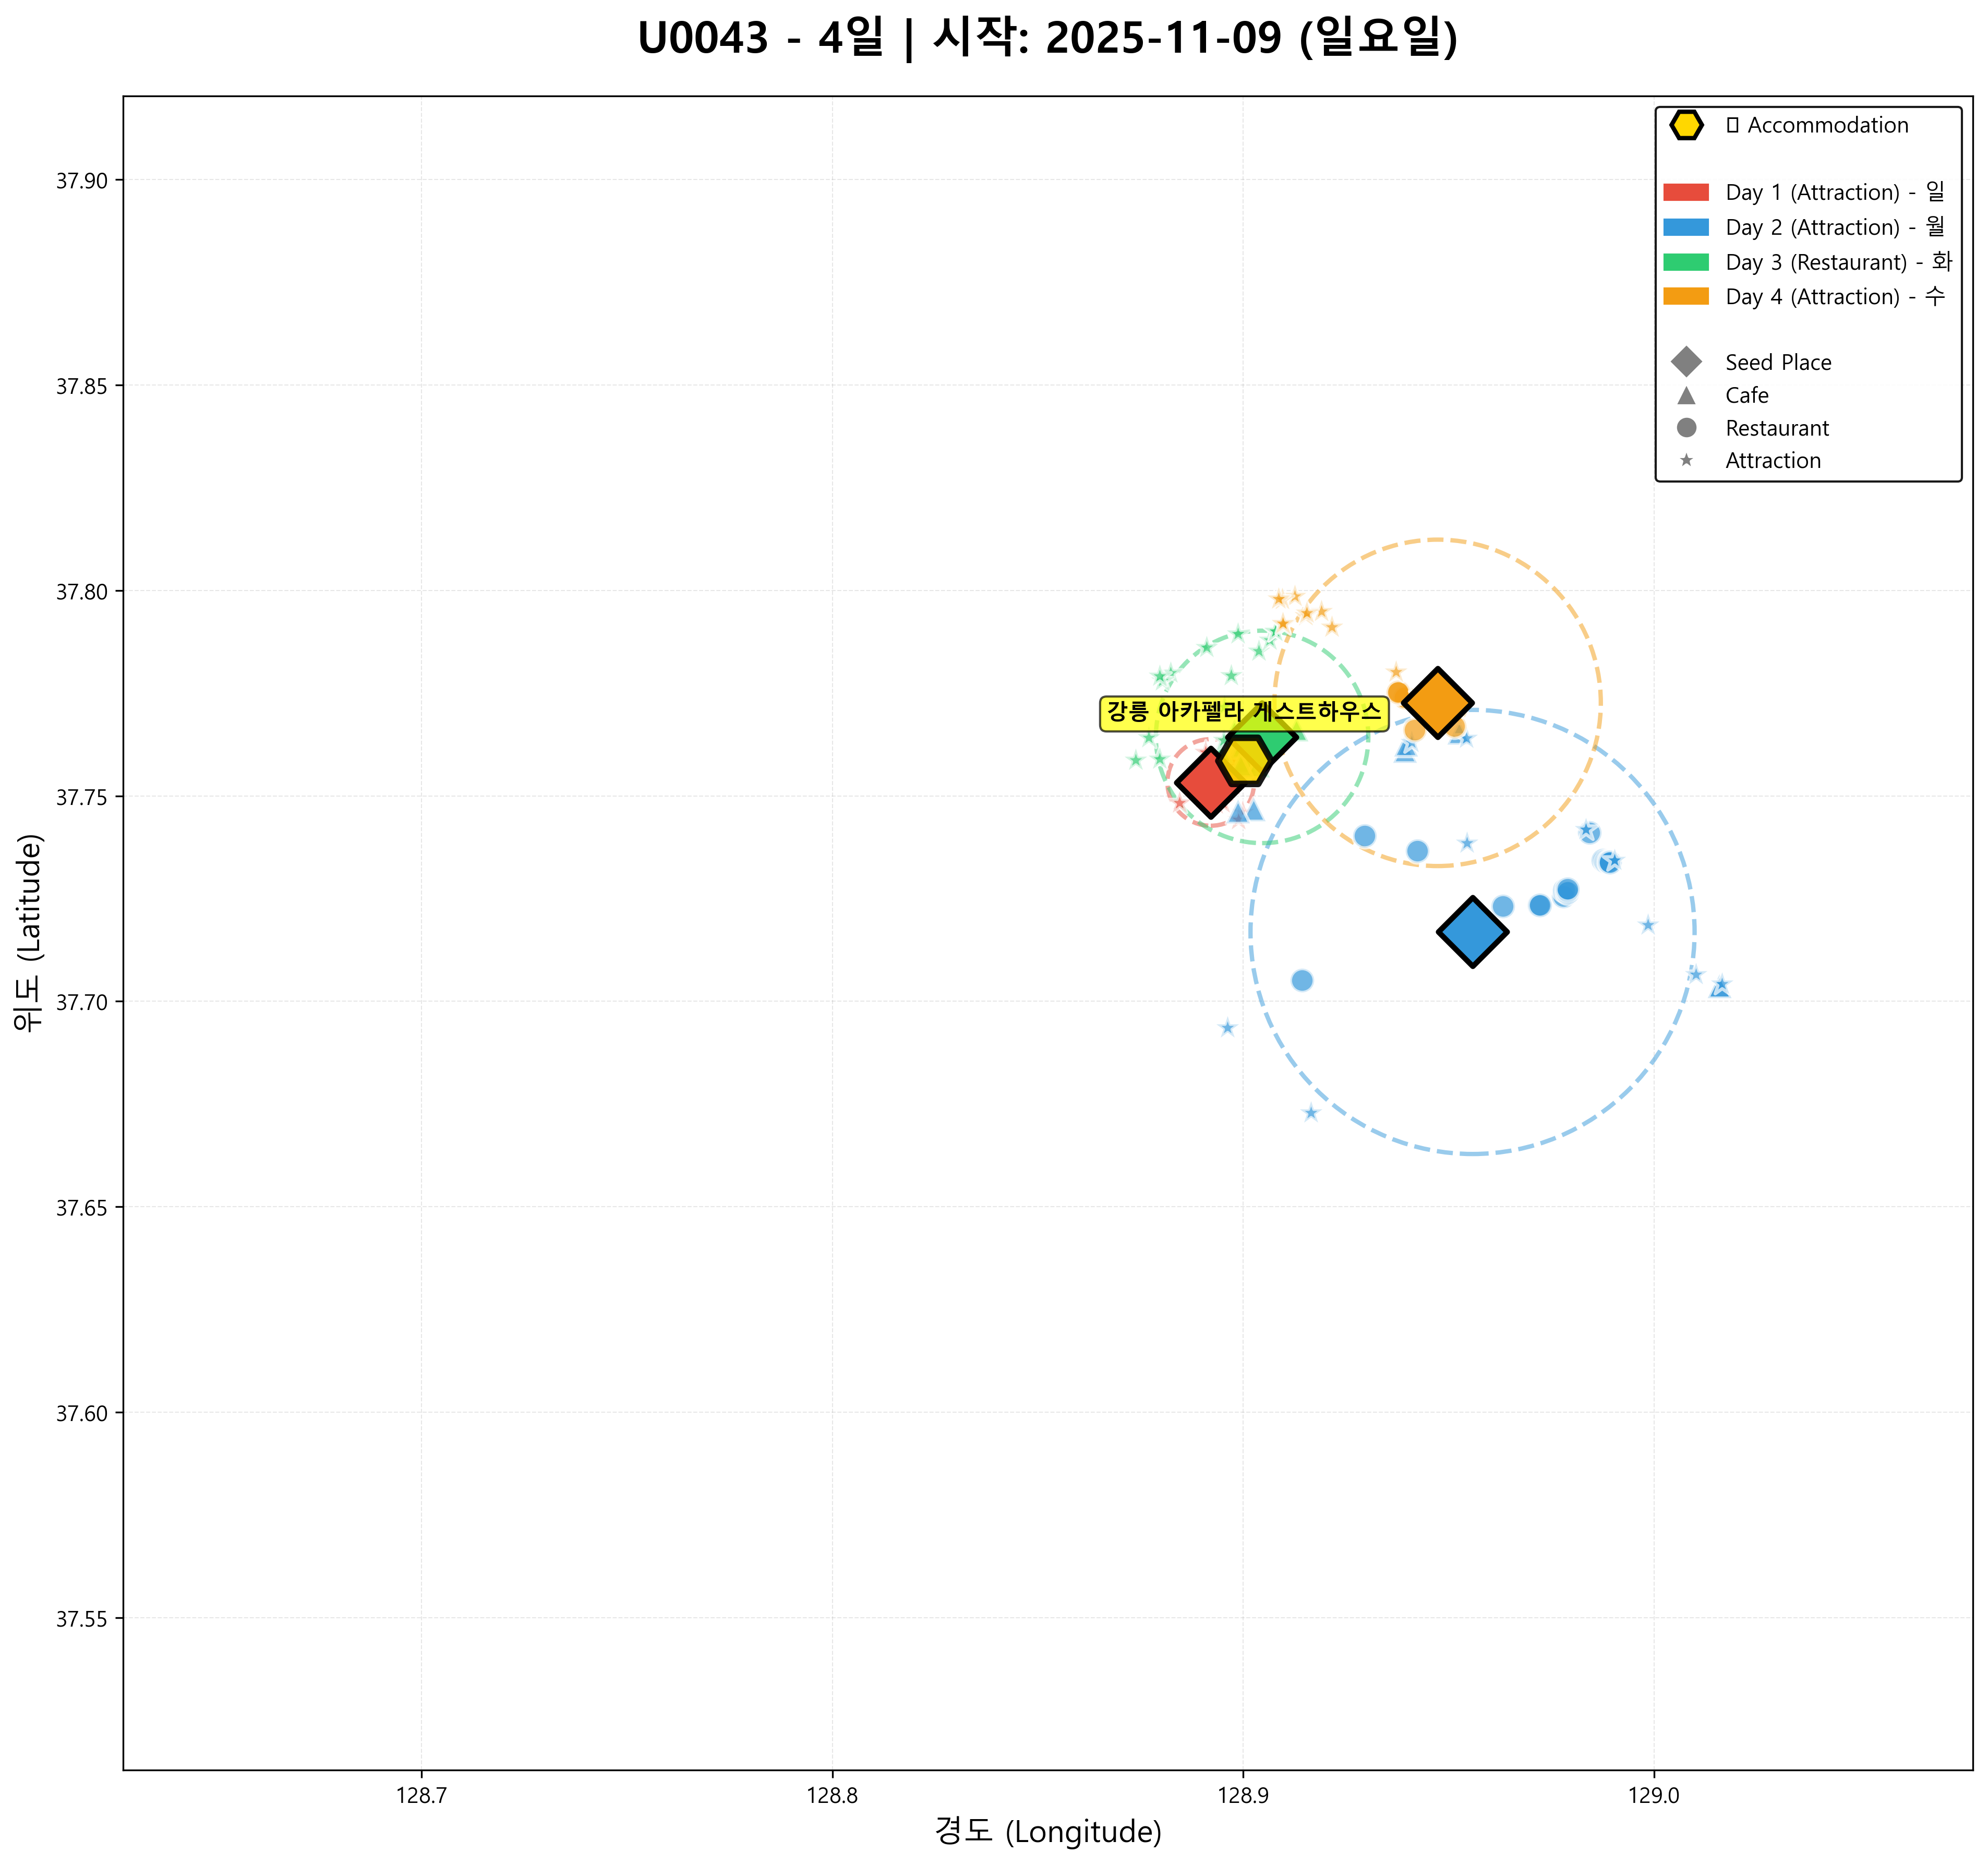 U0043 - 4일 | 시작: 2025-11-09 (일요일)
Accommodation
Day 1 (Attraction) - 일
Day 2 (Attraction) - 월
Day 3 (Restaurant) - 화
Day 4 (Attraction) - 수
Seed Place
Cafe
Restaurant
Attraction
강릉 아카펠라 게스트하우스
위도 (Latitude)
37.90
37.85
37.80
37.75
37.70
37.65
37.60
37.55
128.7
128.8
128.9
129.0
경도 (Longitude)